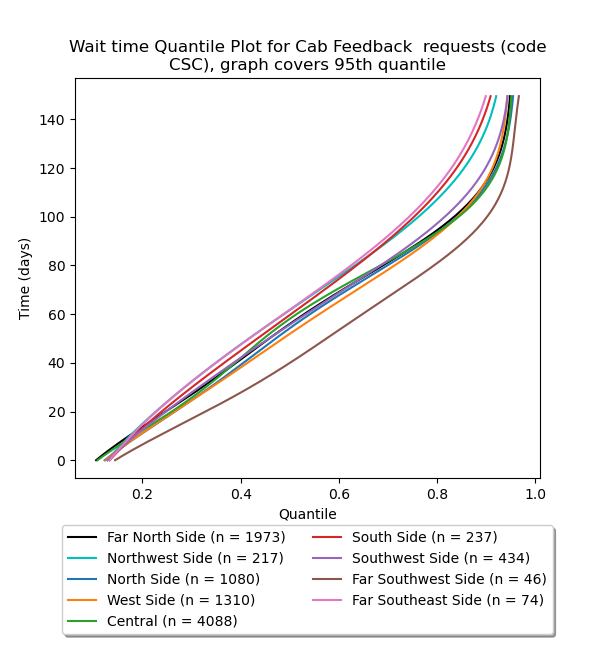 Wait time Quantile Plot for Cab Feedback  requests (code
CSC), graph covers 95th quantile
140
120
100
80
60
40
20
0
Time (days)
0.2
0.4
0.6
0.8
1.0
Quantile
Far North Side (n = 1973)
Northwest Side (n = 217)
North Side (n = 1080)
West Side (n = 1310)
Central (n = 4088)
South Side (n = 237)
Southwest Side (n = 434)
Far Southwest Side (n = 46)
Far Southeast Side (n = 74)